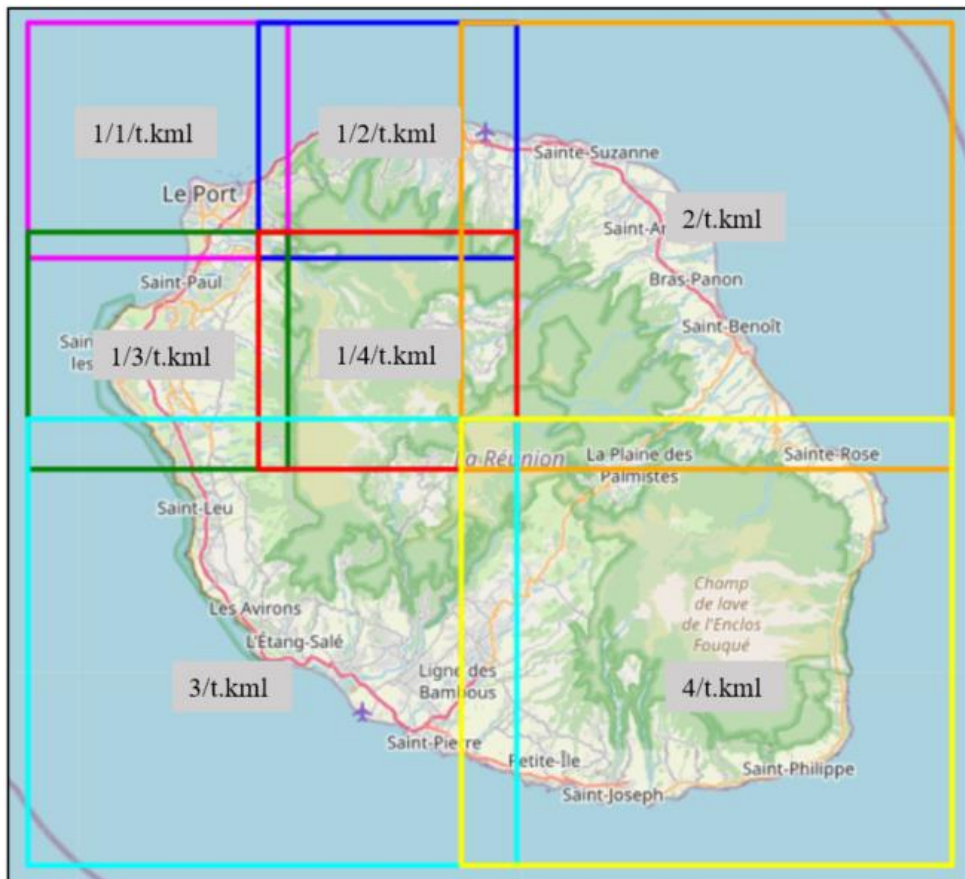 1/1/t.kml
1/2/t.kml
Sainte-Suzanne
Le Port
2/t.kml
Saint-A
Saint-Paul
Bras-Panon
Saint-Benoît
Sain
les
1/3/t.kml
1/4/t.kml
La Réunion
La Plaine des
Palmistes
Sainte-Rose
Saint-Leu
Champ
de lave
de l'Enclos
Fouqué
Les Avirons
L'Étang-Salé
3/t.kml
Ligne des
Bambous
4/t.kml
Saint-Pierre
Petite-Île
Saint-Philippe
Saint-Joseph